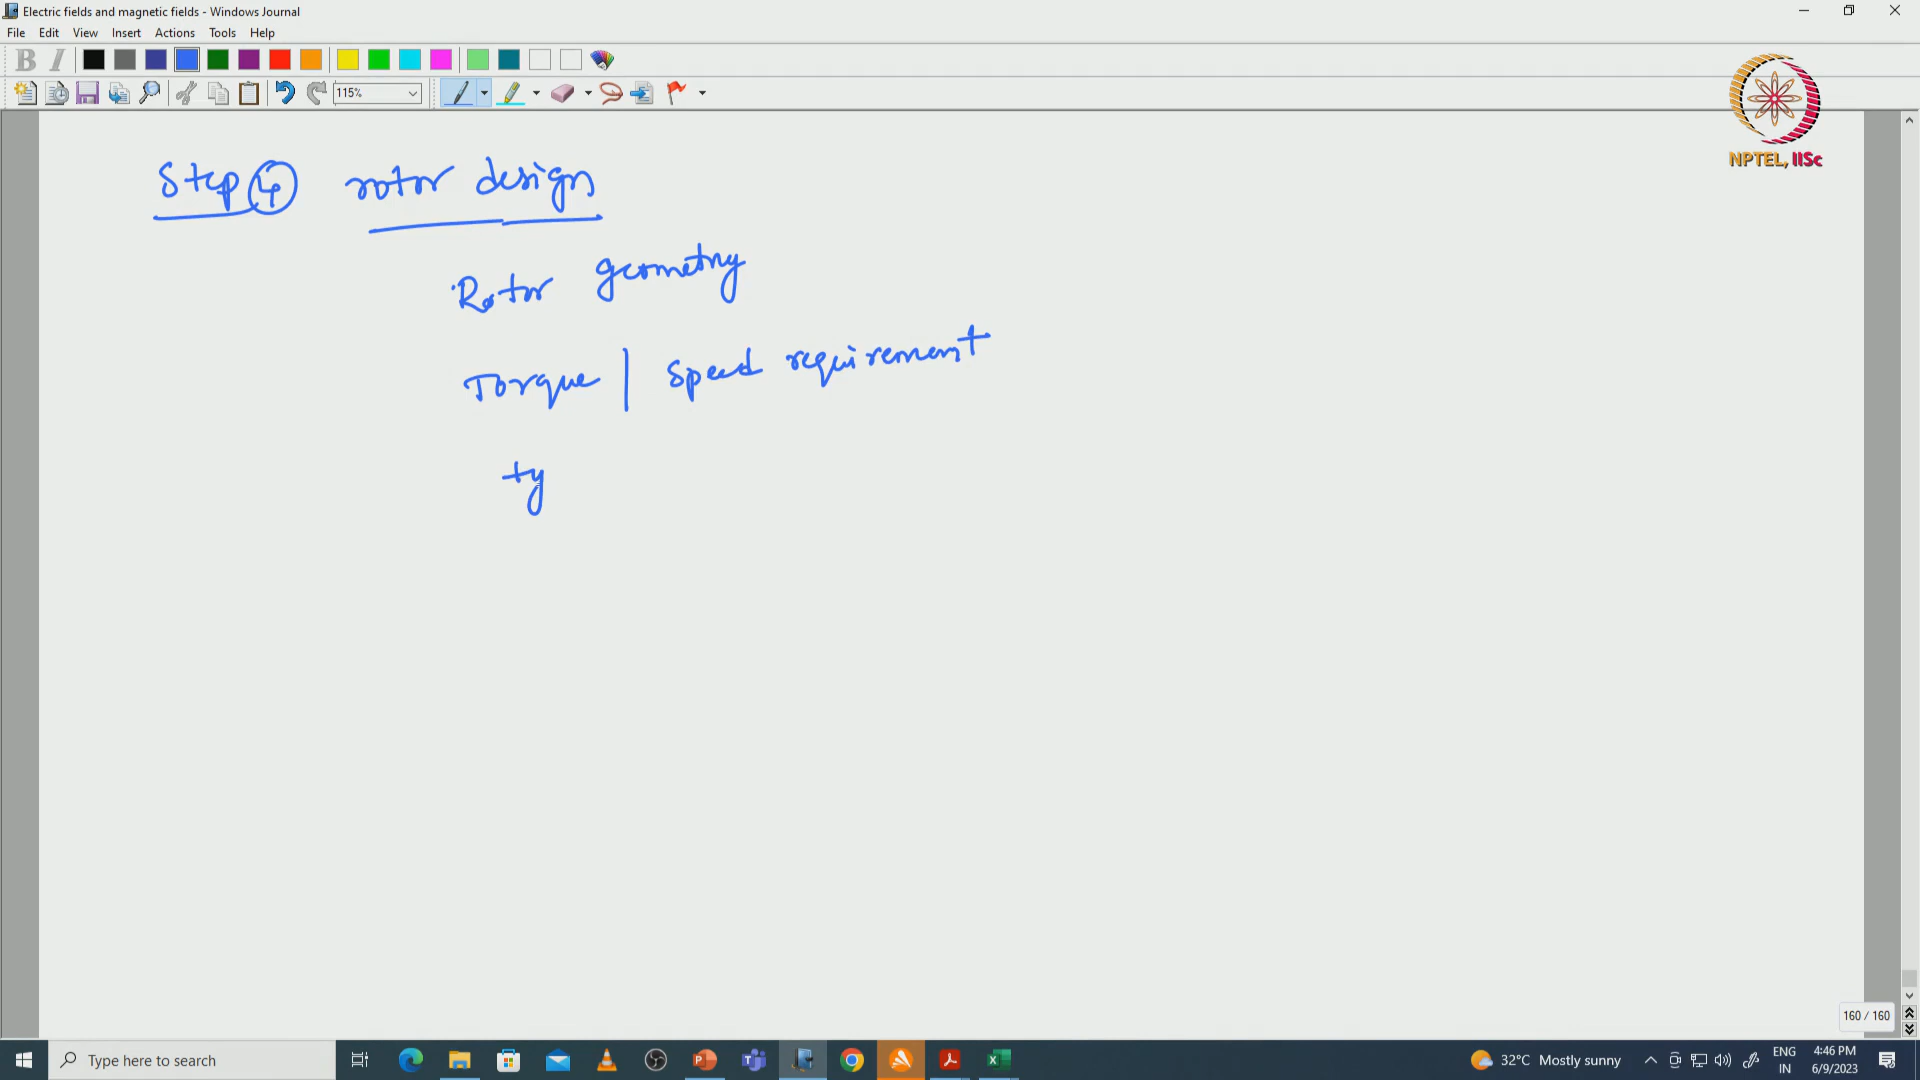 Electric fields and magnetic fields - Windows Journal
File Edit View Insert Actions Tools Help
B I
115%
NPTEL, IISc
Step 4 rotor design
Rotor geometry
Torque | Speed requirement
ty
160 / 160
Type here to search
32°C Mostly sunny
ENG
IN
4:46 PM
6/9/2023